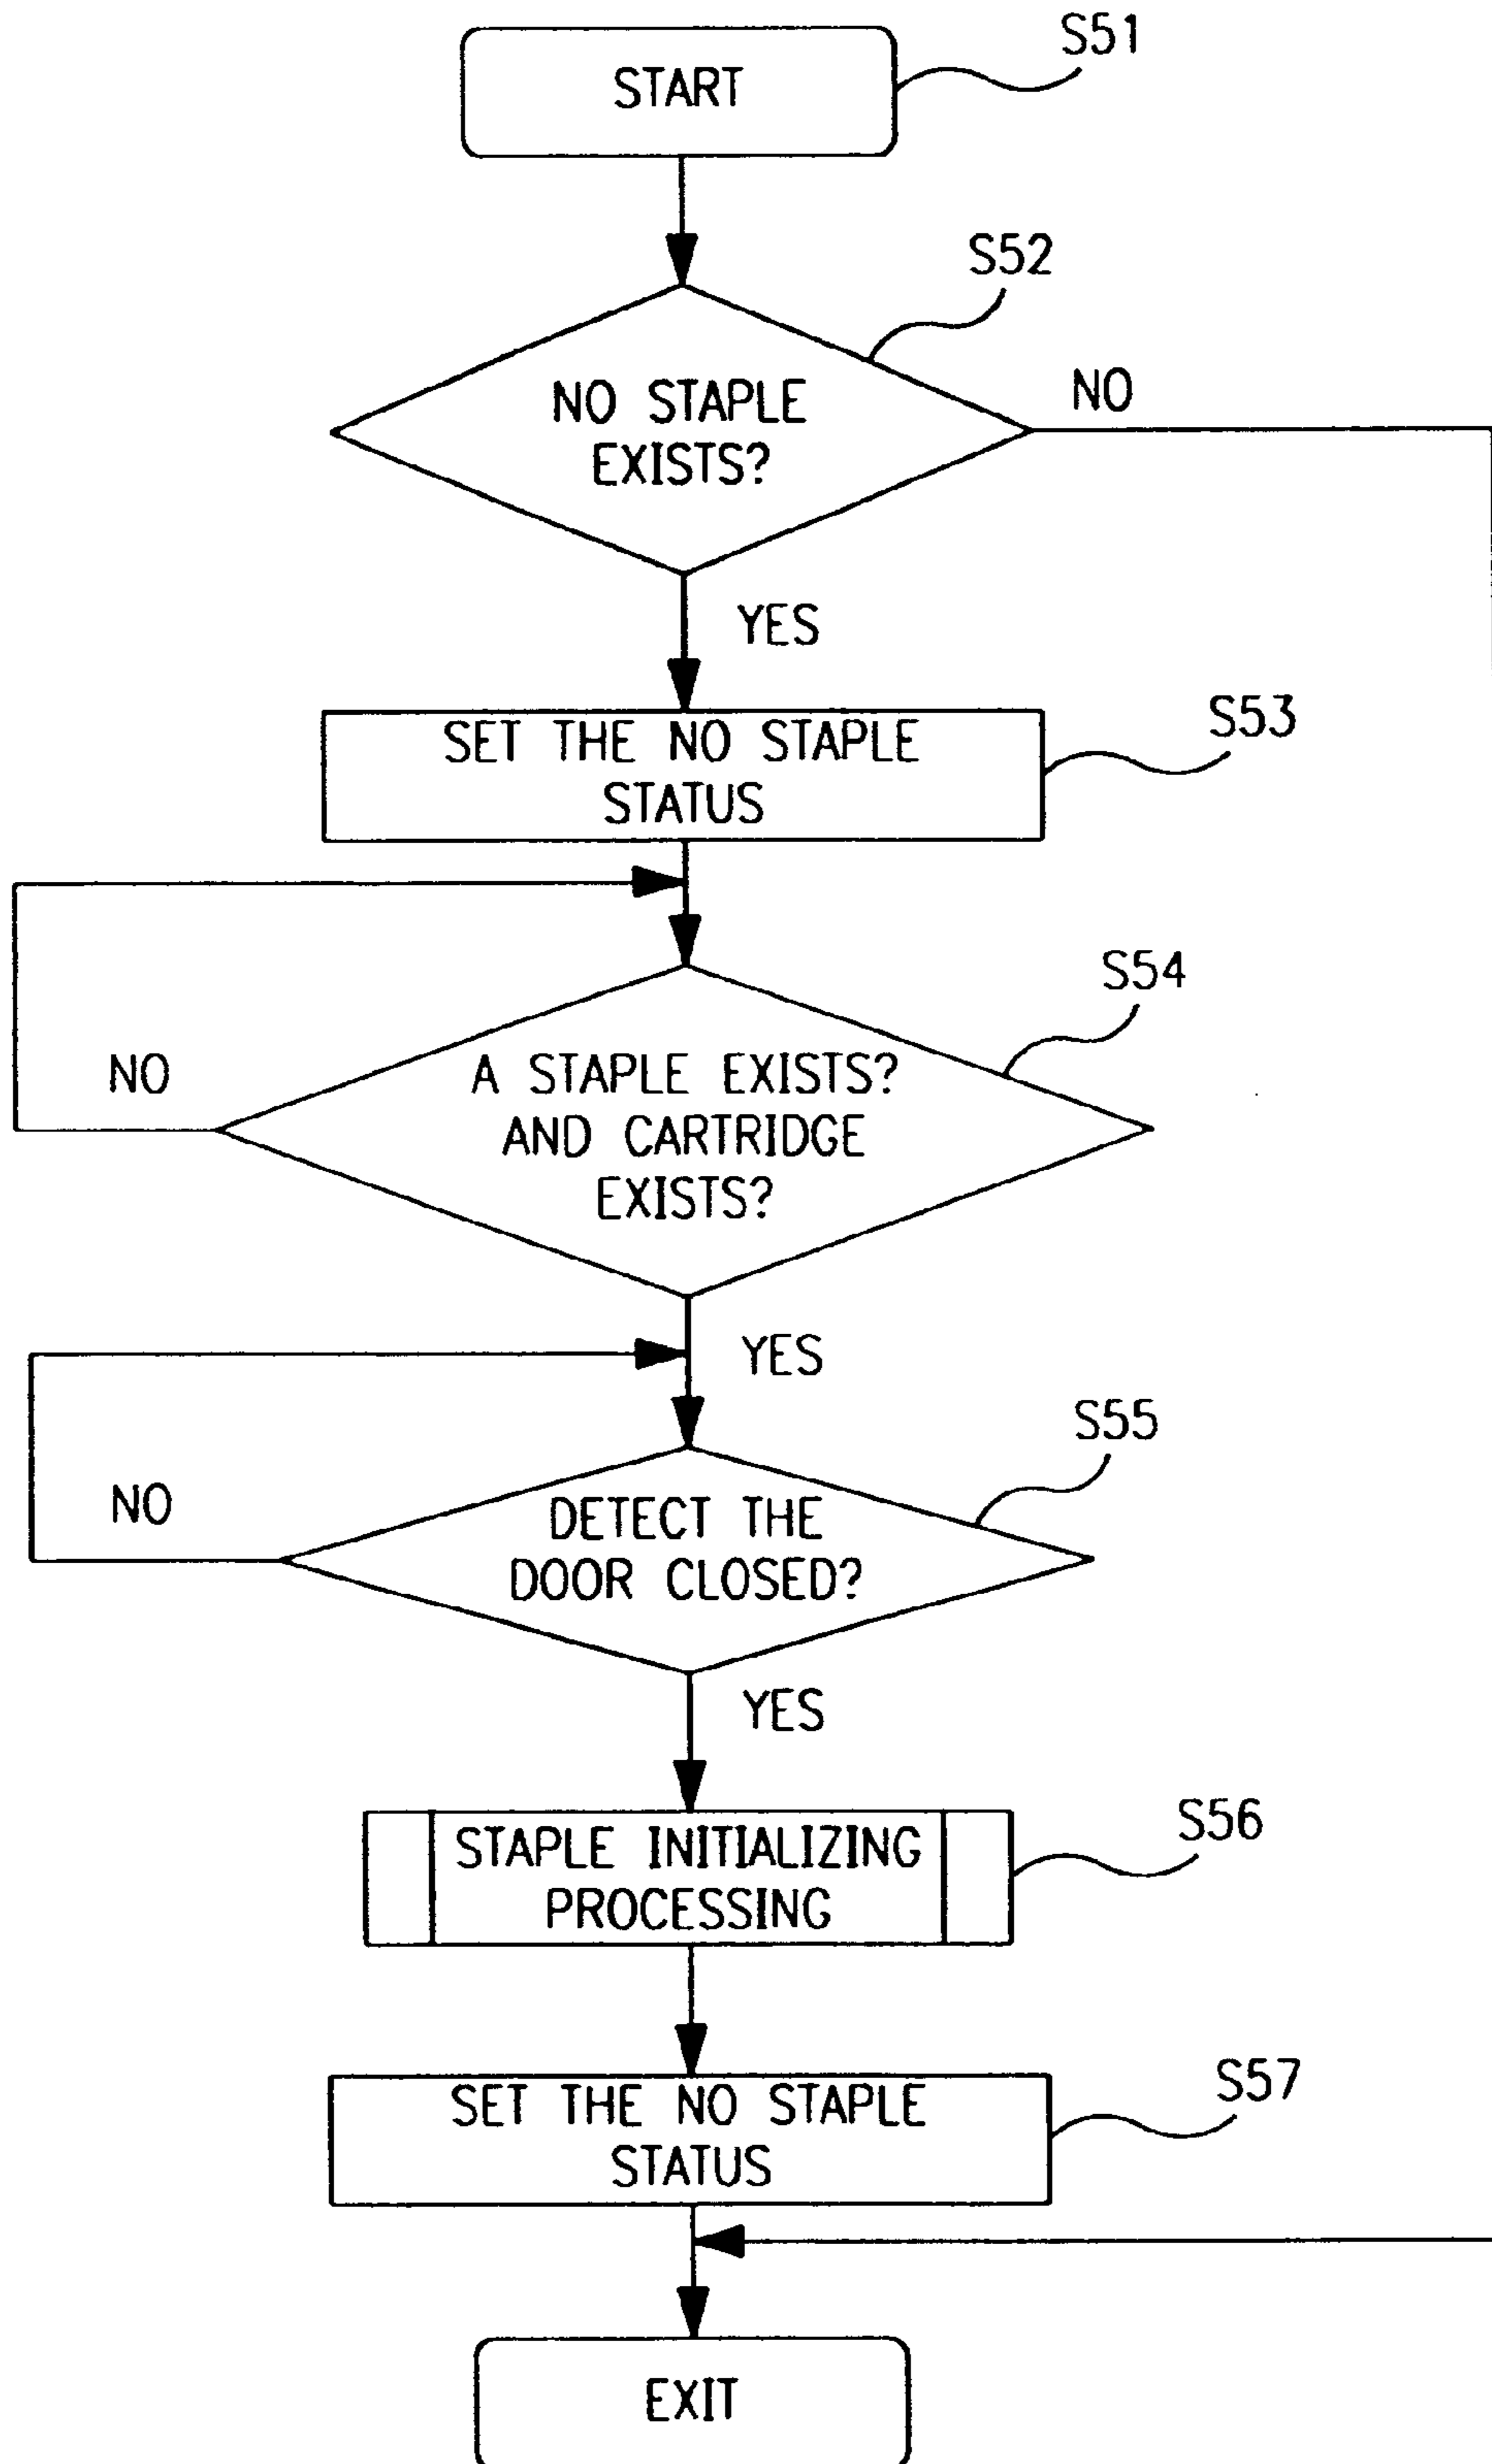 S51
START
S52
NO STAPLE
EXISTS?
NO
YES
SET THE NO STAPLE
STATUS
S53
S54
NO
A STAPLE EXISTS?
AND CARTRIDGE
EXISTS?
YES
S55
NO
DETECT THE
DOOR CLOSED?
YES
STAPLE INITIALIZING
PROCESSING
S56
SET THE NO STAPLE
STATUS
S57
EXIT